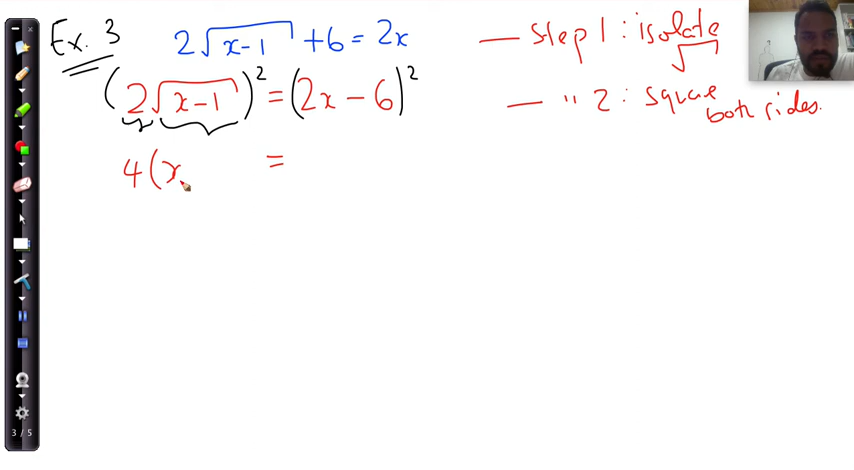 Ex. 3
2√(x-1) + 6 = 2x
(2√(x-1))² = (2x - 6)²
4(x =
— Step 1 : isolate √
— " 2 : square both sides.
3 / 5